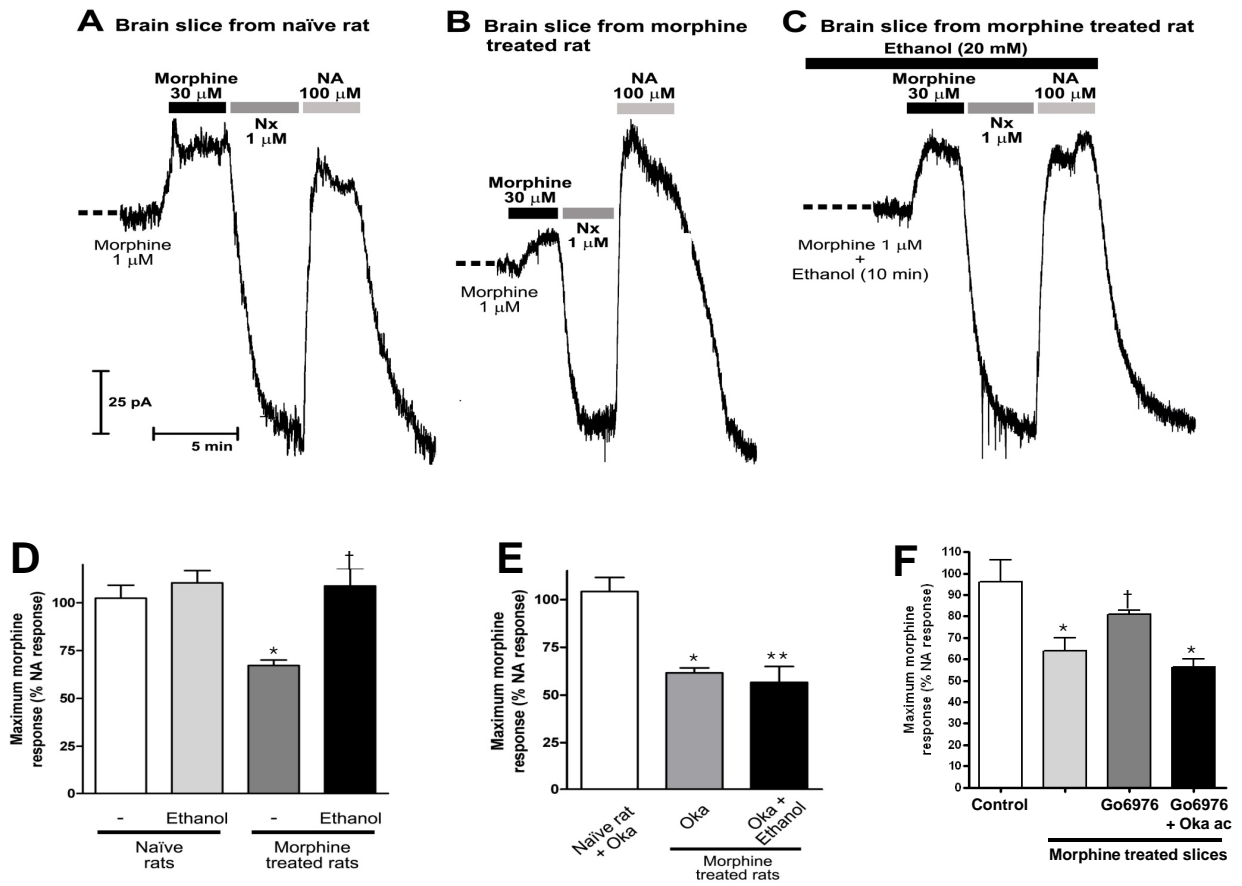 A Brain slice from naïve rat
Morphine
30 µM
NA
100 µM
Nx
1 µM
Morphine
1 µM
25 pA
5 min
B Brain slice from morphine
treated rat
NA
100 µM
Morphine
30 µM
Nx
1 µM
Morphine
1 µM
C Brain slice from morphine treated rat
Ethanol (20 mM)
Morphine
30 µM
NA
100 µM
Nx
1 µM
Morphine 1 µM
+
Ethanol (10 min)
D
Maximum morphine
response (% NA response)
100
75
50
25
0
*
†
-
Ethanol
-
Ethanol
Naïve
rats
Morphine
treated rats
E
Maximum morphine
response (% NA response)
100
75
50
25
0
*
**
Naïve rat
+ Oka
Oka
Oka +
Ethanol
Morphine
treated rats
F
Maximum morphine
response (% NA response)
110
100
90
80
70
60
50
40
30
20
10
0
*
†
*
Control
-
Go6976
Go6976
+ Oka ac
Morphine treated slices